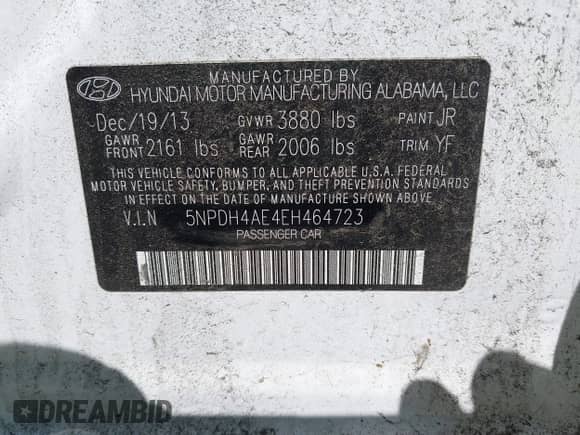 MANUFACTURED BY
HYUNDAI MOTOR MANUFACTURING ALABAMA, LLC
Dec/19/13 GVWR 3880 lbs PAINT JR
GAWR FRONT 2161 lbs GAWR REAR 2006 lbs TRIM YF
THIS VEHICLE CONFORMS TO ALL APPLICABLE U.S.A. FEDERAL
MOTOR VEHICLE SAFETY, BUMPER, AND THEFT PREVENTION
STANDARDS IN EFFECT ON THE DATE OF MANUFACTURE SHOWN ABOVE.
V.I.N 5NPDH4AE4EH464723
PASSENGER CAR
DREAMBID